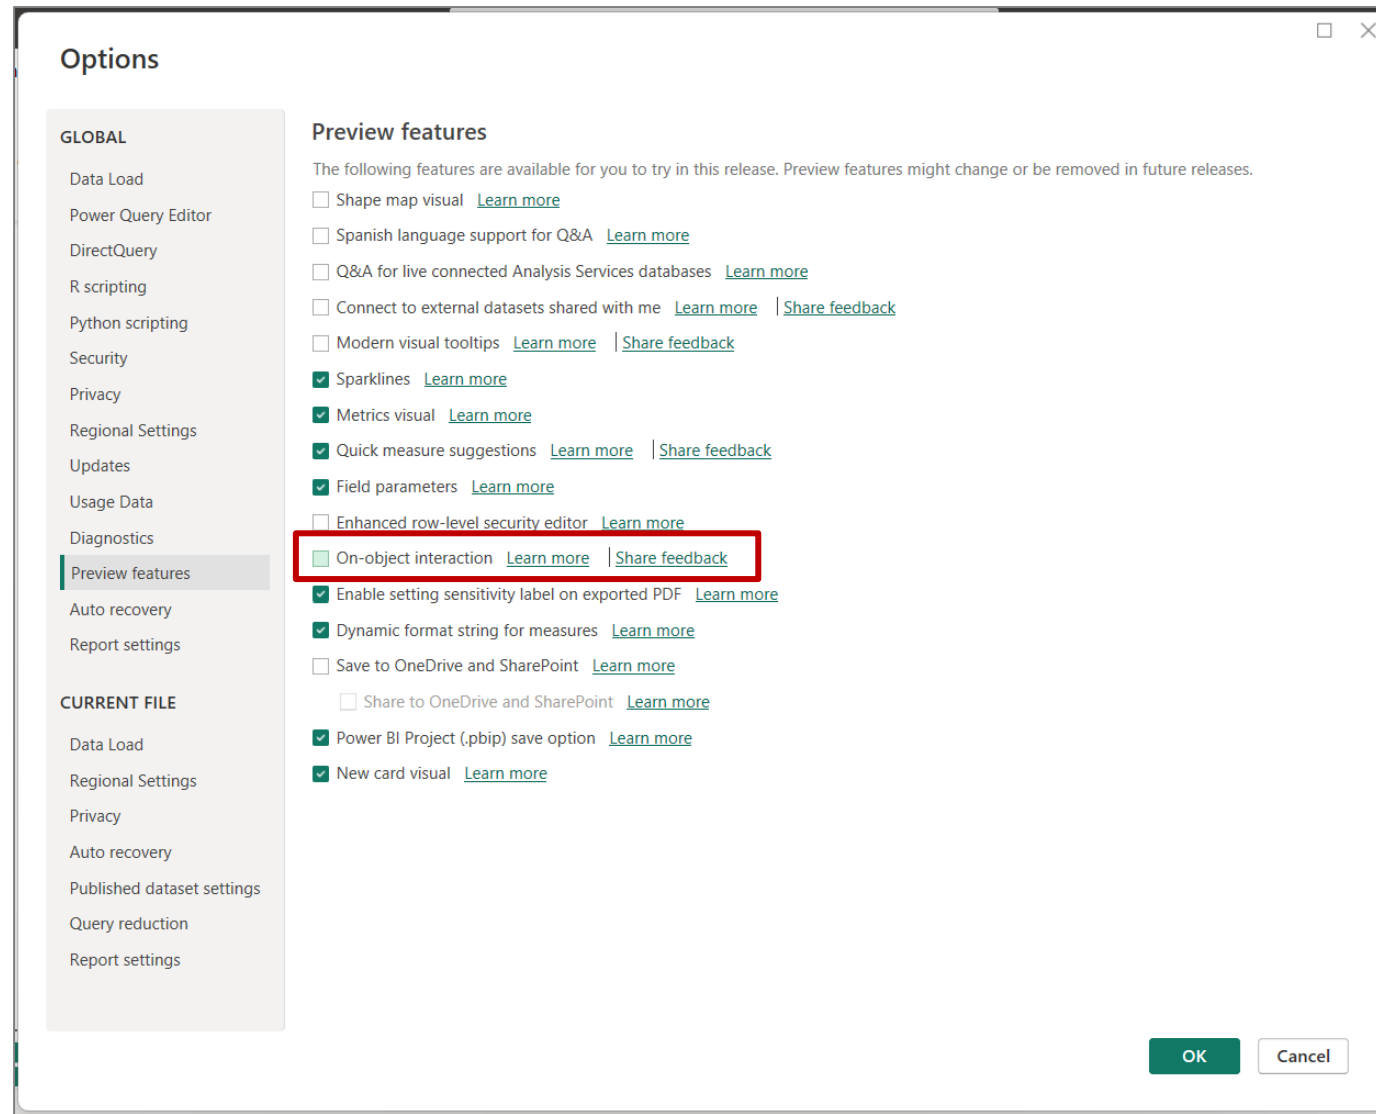 Options
GLOBAL
Data Load
Power Query Editor
DirectQuery
R scripting
Python scripting
Security
Privacy
Regional Settings
Updates
Usage Data
Diagnostics
Preview features
Auto recovery
Report settings
CURRENT FILE
Data Load
Regional Settings
Privacy
Auto recovery
Published dataset settings
Query reduction
Report settings
Preview features
The following features are available for you to try in this release. Preview features might change or be removed in future releases.
Shape map visual Learn more
Spanish language support for Q&A Learn more
Q&A for live connected Analysis Services databases Learn more
Connect to external datasets shared with me Learn more | Share feedback
Modern visual tooltips Learn more | Share feedback
Sparklines Learn more
Metrics visual Learn more
Quick measure suggestions Learn more | Share feedback
Field parameters Learn more
Enhanced row-level security editor Learn more
On-object interaction Learn more | Share feedback
Enable setting sensitivity label on exported PDF Learn more
Dynamic format string for measures Learn more
Save to OneDrive and SharePoint Learn more
Share to OneDrive and SharePoint Learn more
Power BI Project (.pbip) save option Learn more
New card visual Learn more
OK Cancel